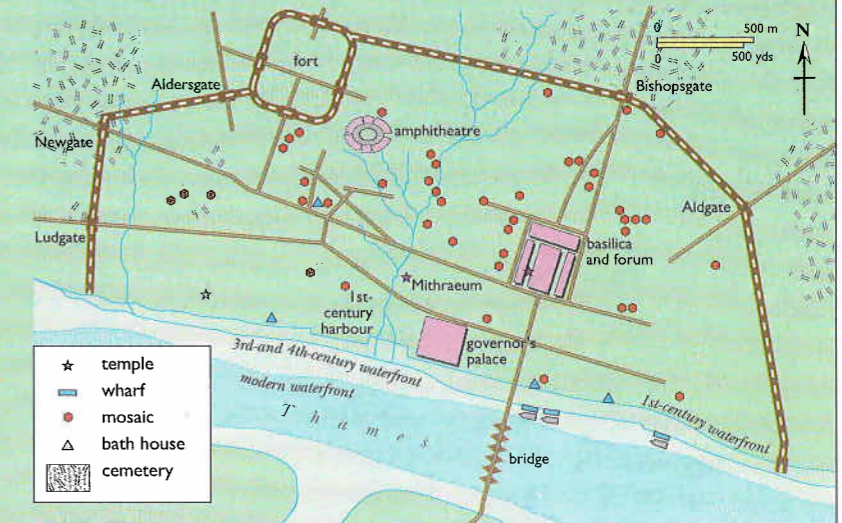 0
500 m
0
500 yds
N
fort
Aldersgate
Bishopsgate
amphitheatre
Newgate
Aldgate
Ludgate
basilica
and forum
Mithraeum
1st-
century
harbour
governor's
palace
3rd-and 4th-century waterfront
modern waterfront
Thames
1st-century waterfront
bridge
temple
wharf
mosaic
bath house
cemetery